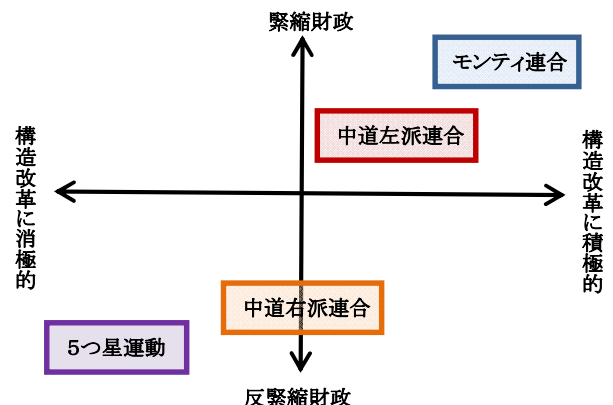 緊縮財政
モンティ連合
中道左派連合
構造改革に消極的
構造改革に積極的
中道右派連合
5つ星運動
反緊縮財政